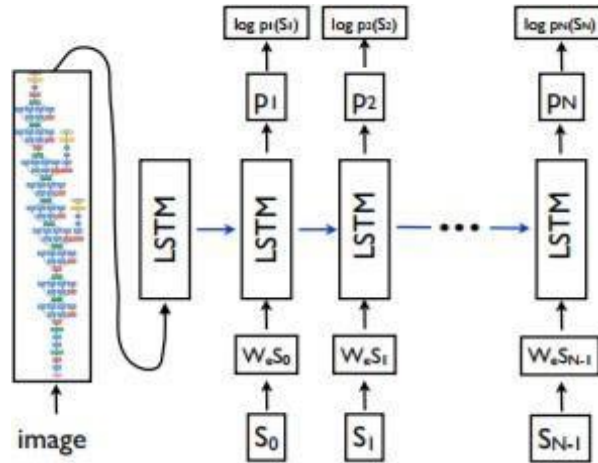 log p1(S1) log p2(S2) log pN(SN)
p1 p2 pN
LSTM LSTM LSTM LSTM
WeS0 WeS1 WeSN-1
image S0 S1 SN-1